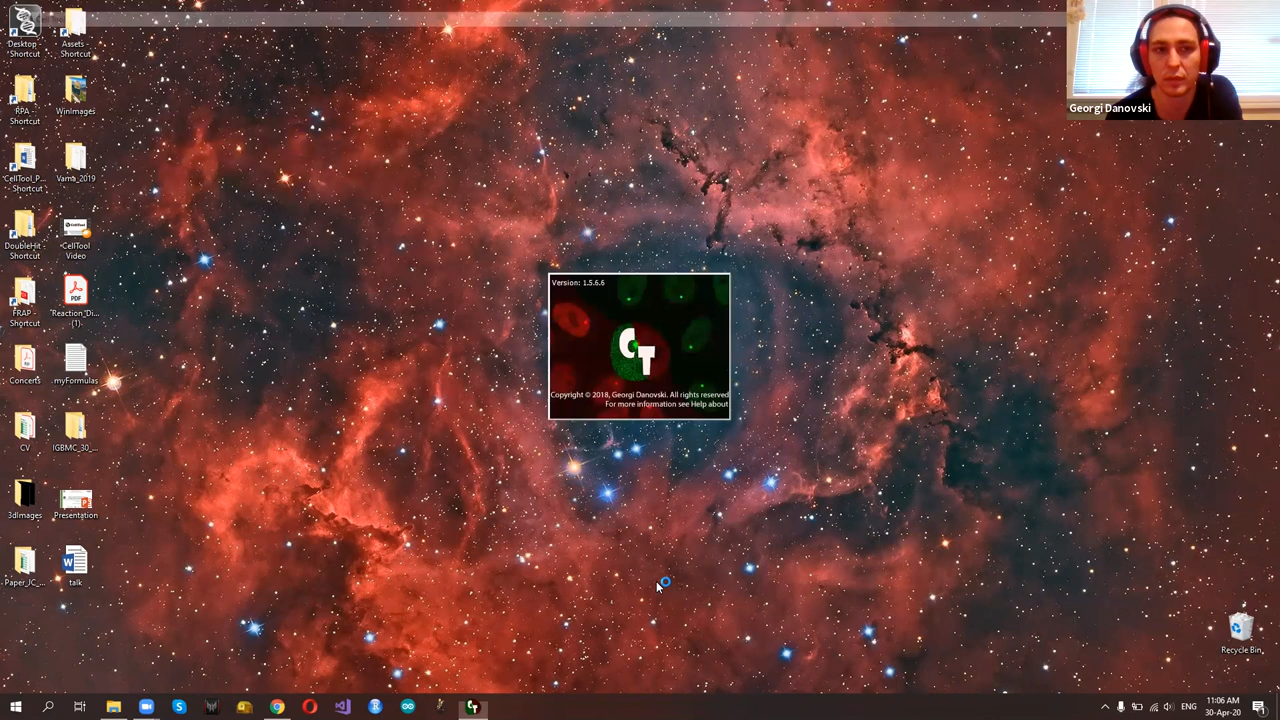 Desktop -
Shortcut
Assets -
Shortcut
Georgi Danovski
RPA -
Shortcut
WinImages
CellTool_P...
- Shortcut
Varna_2019
DoubleHit -
Shortcut
CellTool
Video
FRAP -
Shortcut
PDF
Reaction_Di...
(1)
Version: 1.5.6.6
CT
Copyright © 2018, Georgi Danovski. All rights reserved
For more information see Help about
Concerts
myFormulas
CV
IGBMC_30_...
3dImages
Presentation
Paper_JC_...
talk
Recycle Bin
ENG
11:06 AM
30-Apr-20